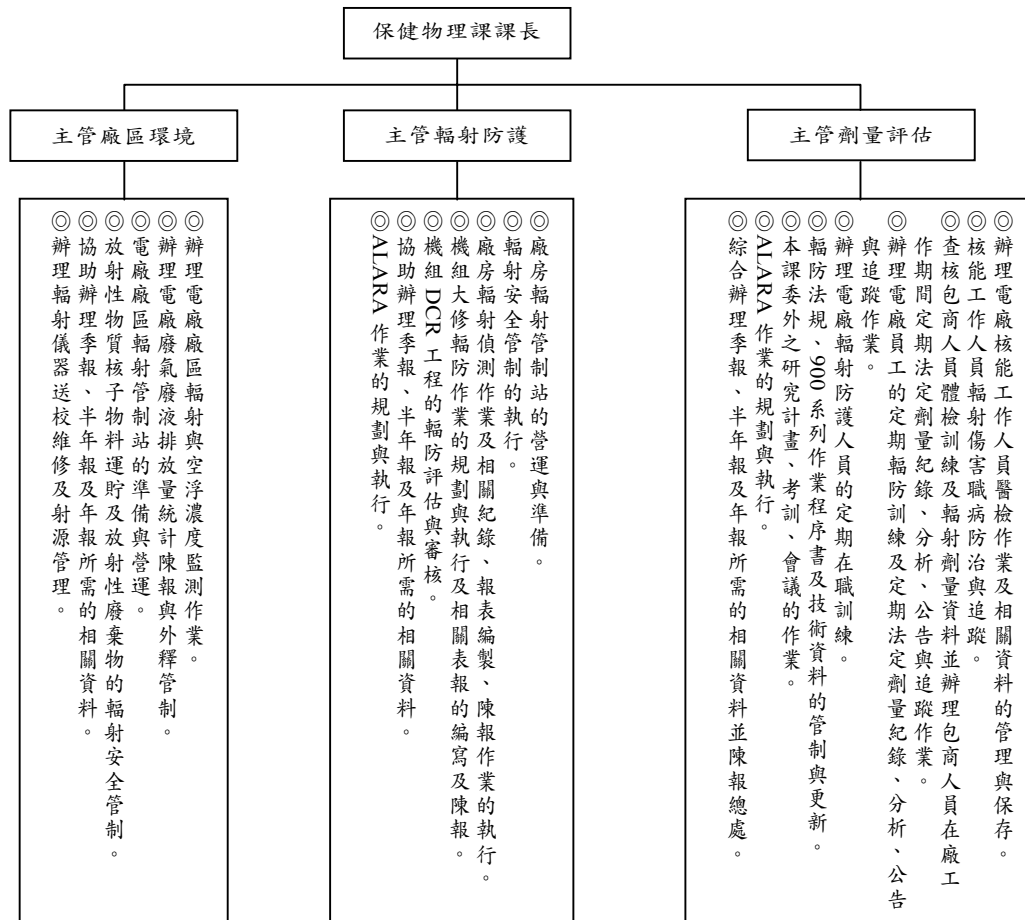 保健物理課課長
主管廠區環境
主管輻射防護
主管劑量評估
◎辦理電廠廠區輻射與空浮濃度監測作業。
◎辦理電廠廢氣廢液排放量統計陳報與外釋管制。
◎電廠廠區輻射管制站的準備與營運。
◎放射性物質核子物料運貯及放射性廢棄物的輻射安全管制。
◎協助辦理季報、半年報及年報所需的相關資料。
◎辦理輻射儀器送校維修及射源管理。
◎廠房輻射管制站的營運與準備。
◎輻射安全管制的執行。
◎廠房輻射偵測作業及相關紀錄、報表編製、陳報作業的執行。
◎機組大修輻防作業的規劃與執行及相關表報的編寫及陳報。
◎機組 DCR 工程的輻防評估與審核。
◎協助辦理季報、半年報及年報所需的相關資料。
◎ALARA 作業的規劃與執行。
◎辦理電廠核能工作人員醫檢作業及相關資料的管理與保存。
◎核能工作人員輻射傷害職病防治與追蹤。
◎查核包商人員體檢訓練及輻射劑量資料並辦理包商人員在廠工
作期間定期法定劑量紀錄、分析、公告與追蹤作業。
◎辦理電廠員工的定期輻防訓練及定期法定劑量紀錄、分析、公告
與追蹤作業。
◎辦理電廠輻射防護人員的定期在職訓練。
◎輻防法規、900 系列作業程序書及技術資料的管制與更新。
◎本課委外之研究計畫、考訓、會議的作業。
◎ALARA 作業的規劃與執行。
◎綜合辦理季報、半年報及年報所需的相關資料並陳報總處。